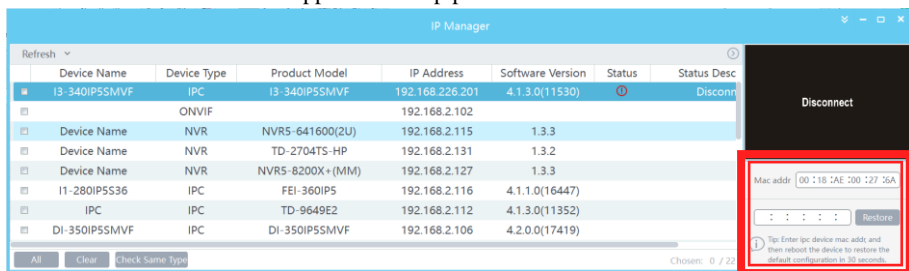 IP Manager
Refresh
Device Name Device Type Product Model IP Address Software Version Status Status Desc
I3-340IP5SMVF IPC I3-340IP5SMVF 192.168.226.201 4.1.3.0(11530) Disconn
ONVIF 192.168.2.102
Device Name NVR NVR5-641600(2U) 192.168.2.115 1.3.3
Device Name NVR TD-2704TS-HP 192.168.2.131 1.3.2
Device Name NVR NVR5-8200X+(MM) 192.168.2.127 1.3.3
I1-280IP5S36 IPC FEI-360IP5 192.168.2.116 4.1.1.0(16447)
IPC IPC TD-9649E2 192.168.2.112 4.1.3.0(11352)
DI-350IP5SMVF IPC DI-350IP5SMVF 192.168.2.106 4.2.0.0(17419)
All Clear Check Same Type Chosen: 0 / 22
Disconnect
Mac addr 00 : 18 : AE : 00 : 27 : 6A
: : : : : Restore
Tip: Enter ipc device mac addr, and
then reboot the device to restore the
default configuration in 30 seconds.